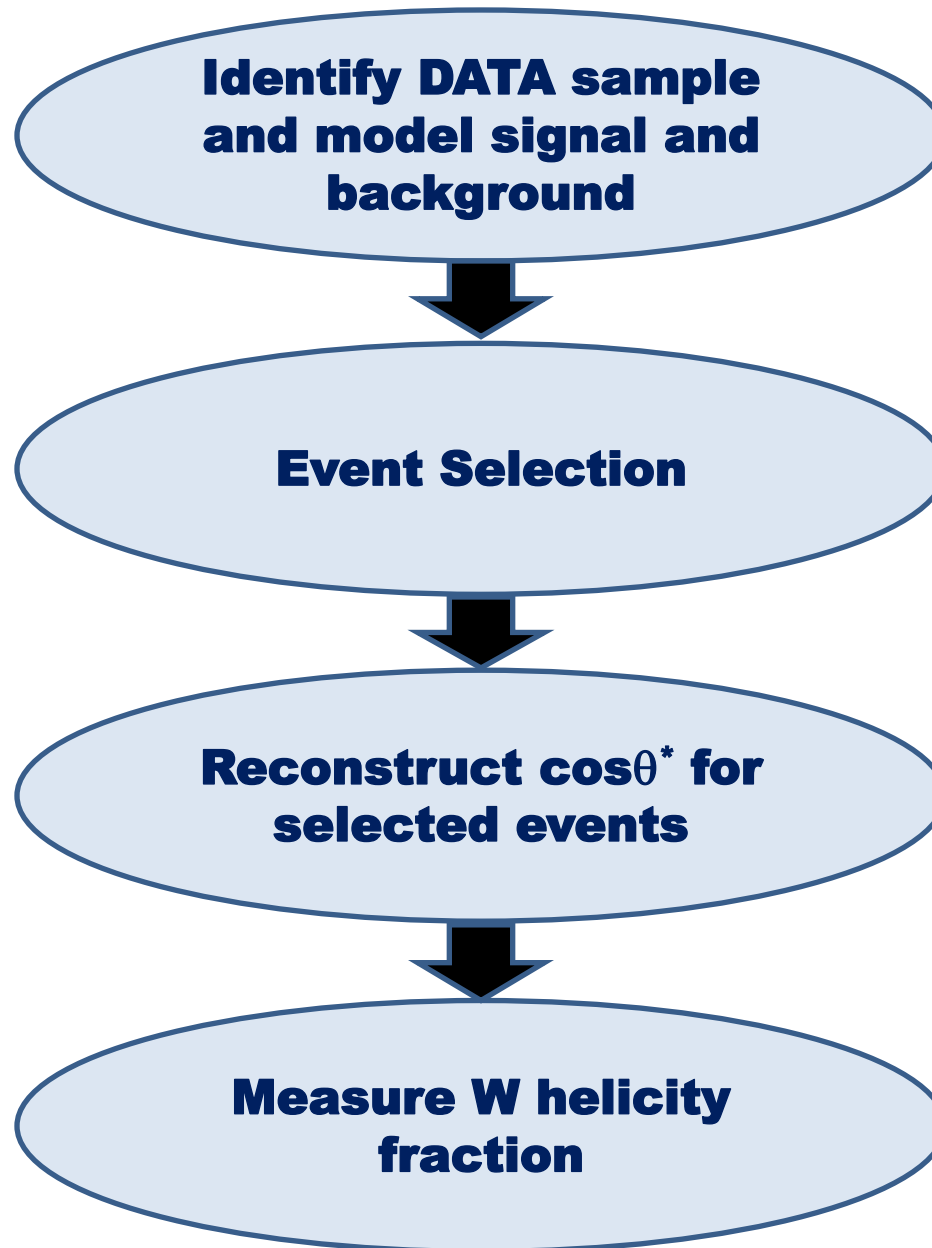 Identify DATA sample
and model signal and
background
Event Selection
Reconstruct cosθ* for
selected events
Measure W helicity
fraction